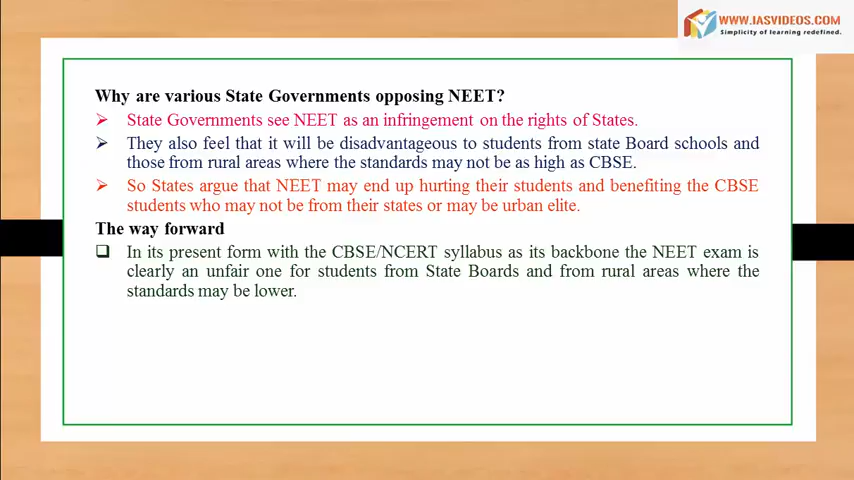 WWW.IASVIDEOS.COM
Simplicity of learning redefined.
Why are various State Governments opposing NEET?
State Governments see NEET as an infringement on the rights of States.
They also feel that it will be disadvantageous to students from state Board schools and
those from rural areas where the standards may not be as high as CBSE.
So States argue that NEET may end up hurting their students and benefiting the CBSE
students who may not be from their states or may be urban elite.
The way forward
In its present form with the CBSE/NCERT syllabus as its backbone the NEET exam is
clearly an unfair one for students from State Boards and from rural areas where the
standards may be lower.